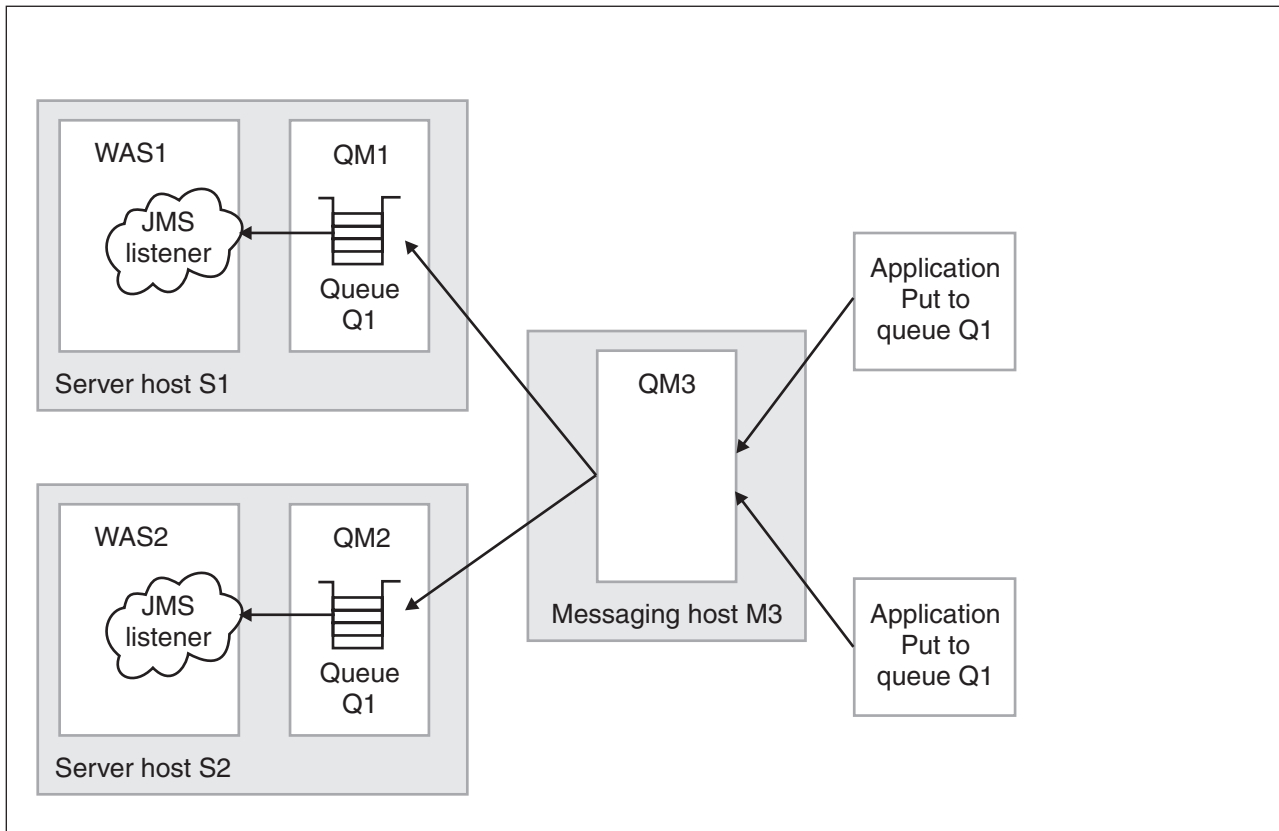 WAS1
JMS
listener
QM1
Queue
Q1
Server host S1
WAS2
JMS
listener
QM2
Queue
Q1
Server host S2
QM3
Messaging host M3
Application
Put to
queue Q1
Application
Put to
queue Q1